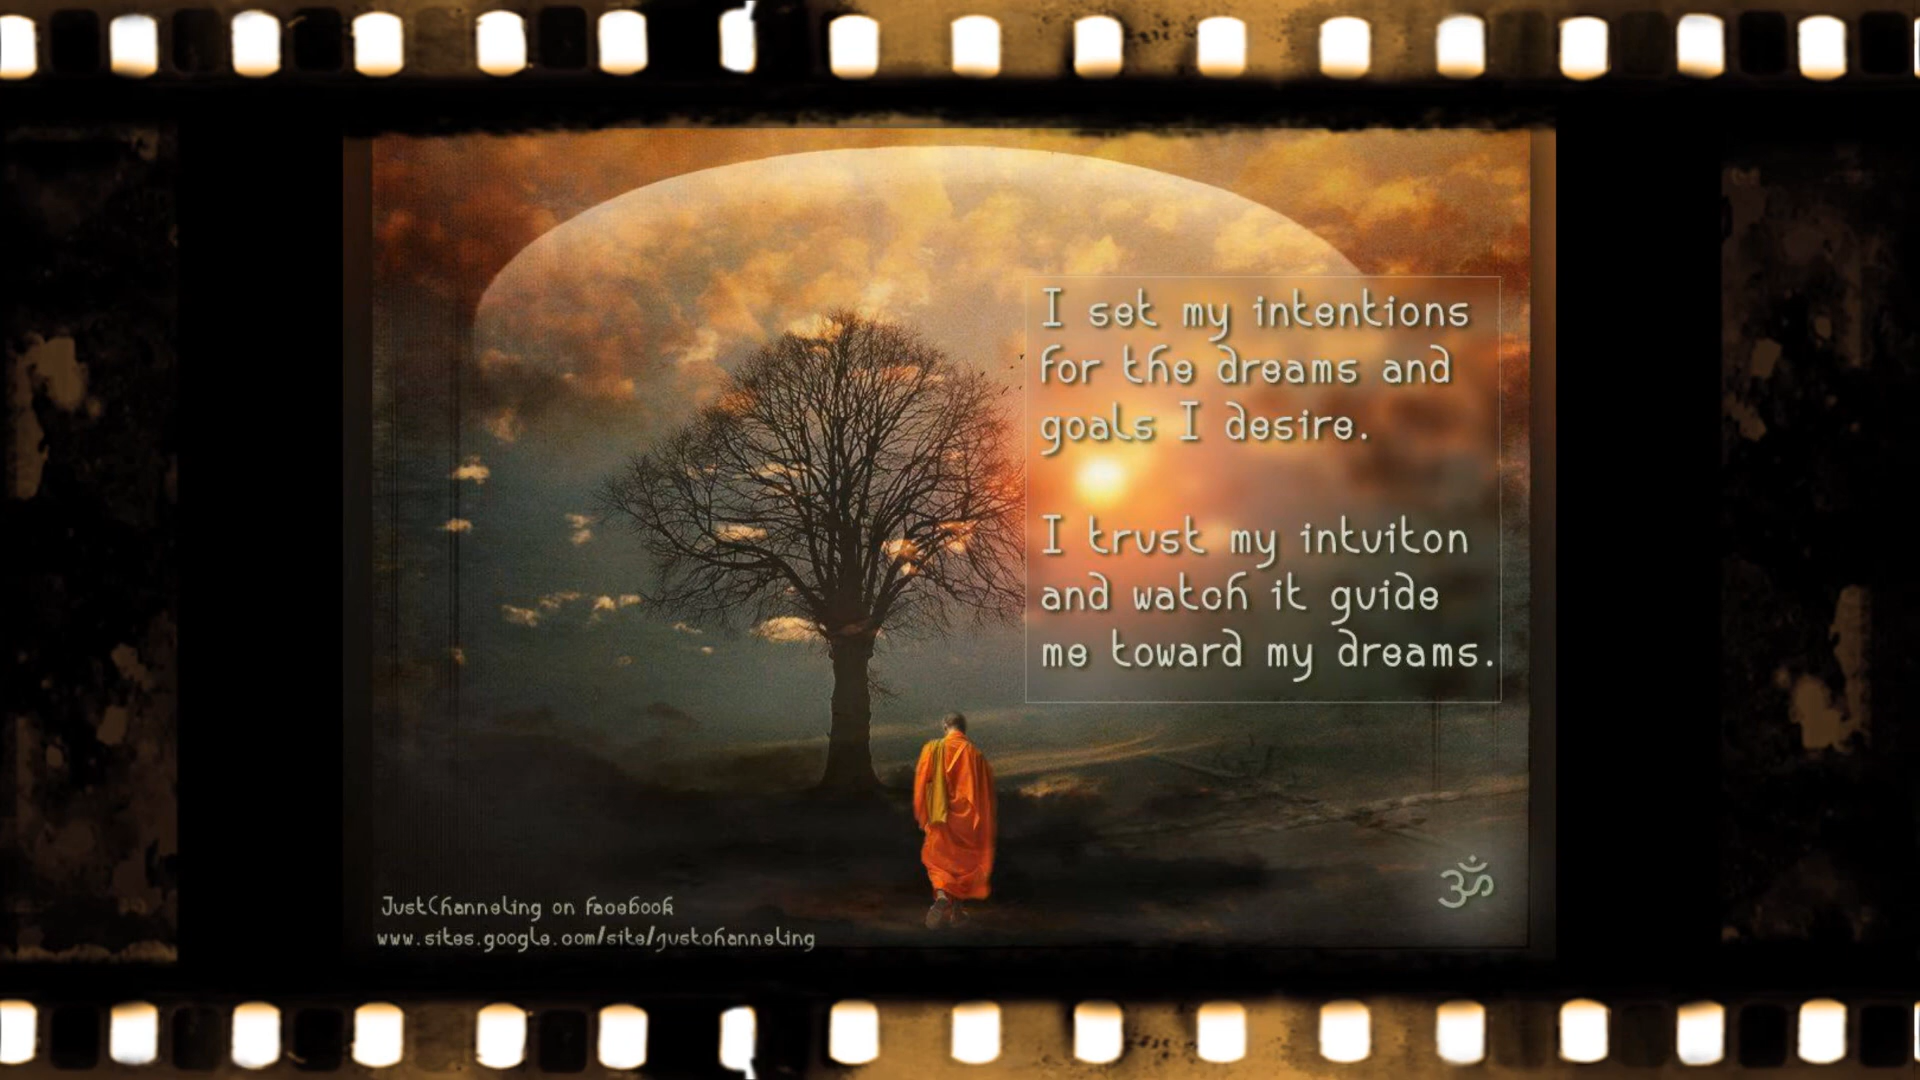 I set my intentions
for the dreams and
goals I desire.
I trust my intuiton
and watch it guide
me toward my dreams.
ॐ
JustChanneling on facebook
www.sites.google.com/site/justchanneling